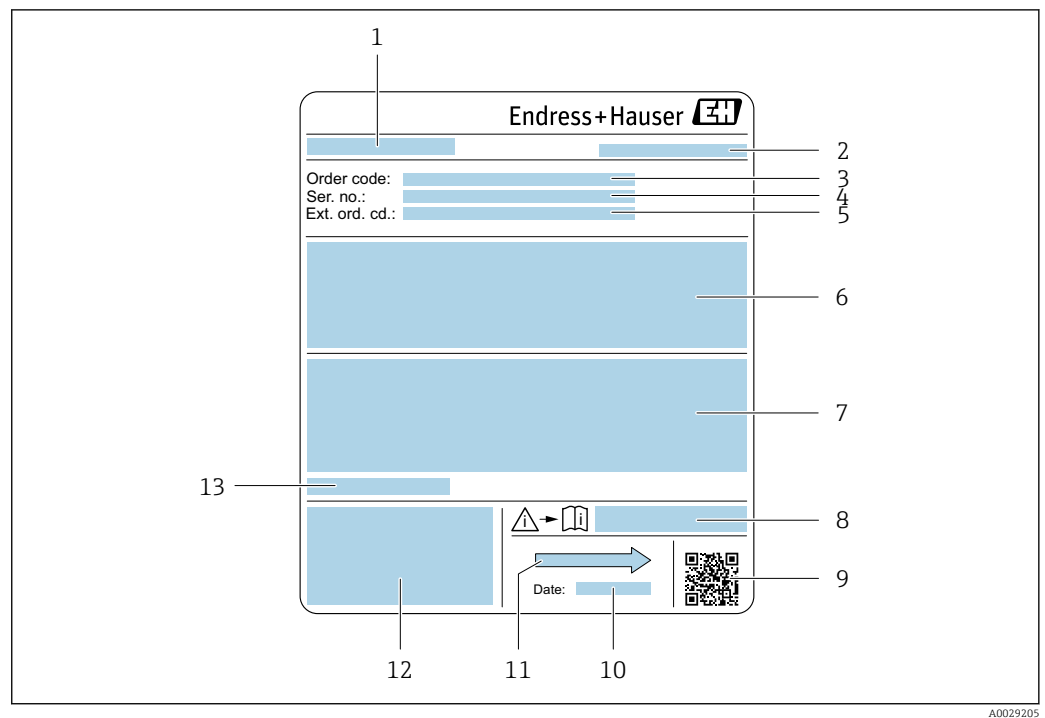 1
Endress+Hauser EH
2
Order code:
3
Ser. no.:
4
Ext. ord. cd.:
5
6
7
13
i i
8
9
Date:
12
11
10
A0029205